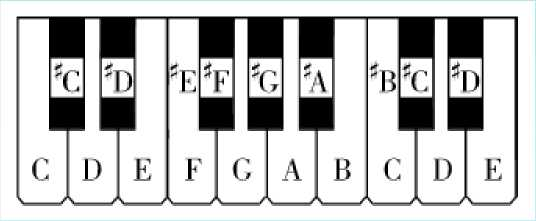 ♯C ♯D ♯E ♯F ♯G ♯A ♯B ♯C ♯D
C D E F G A B C D E